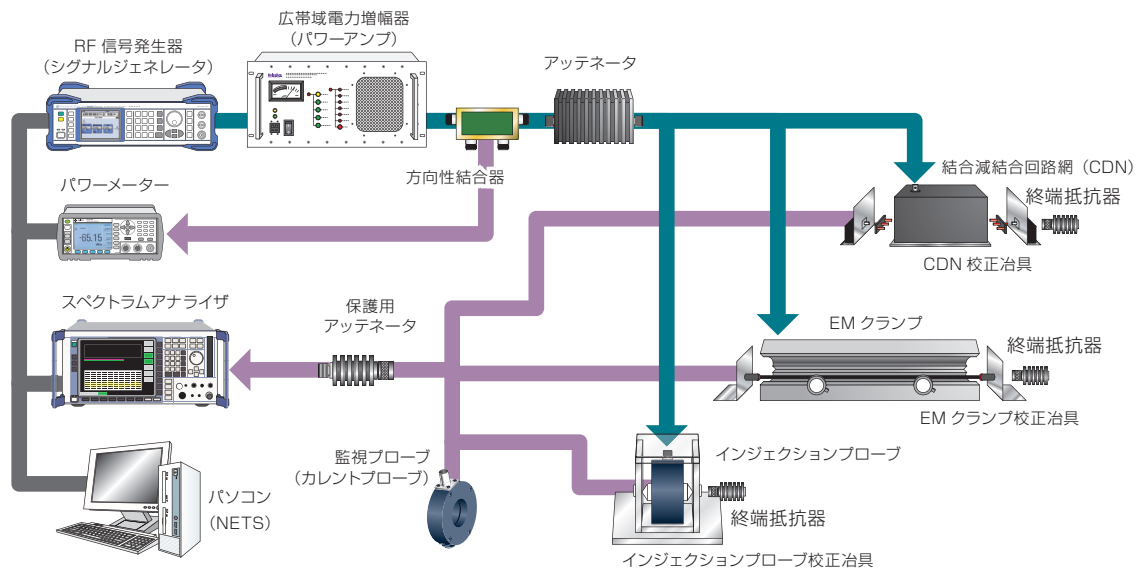 広帯域電力増幅器
（パワーアンプ）
RF 信号発生器
（シグナルジェネレータ）
アッテネータ
方向性結合器
結合減結合回路網（CDN）
終端抵抗器
パワーメーター
-65.15
CDN 校正冶具
スペクトラムアナライザ
保護用
アッテネータ
EM クランプ
終端抵抗器
EM クランプ校正冶具
監視プローブ
（カレントプローブ）
インジェクションプローブ
パソコン
（NETS）
終端抵抗器
インジェクションプローブ校正冶具